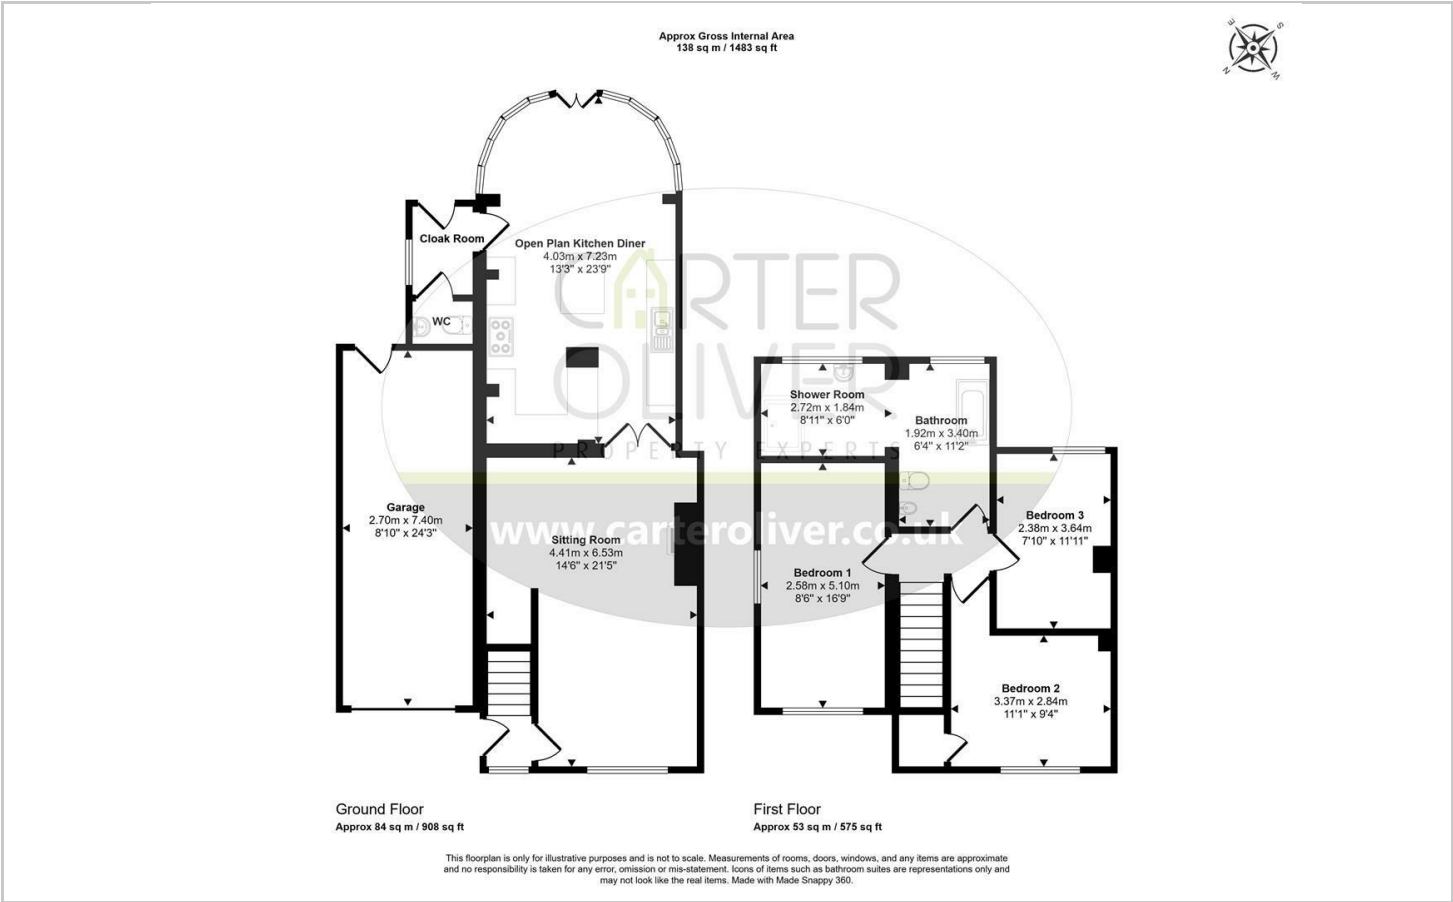 Approx Gross Internal Area
138 sq m / 1483 sq ft
E
S
N
W
Cloak Room
Open Plan Kitchen Diner
4.03m x 7.23m
13'3" x 23'9"
WC
CARTER
OLIVER
PROPERTY EXPERTS
www.carteroliver.co.uk
Garage
2.70m x 7.40m
8'10" x 24'3"
Sitting Room
4.41m x 6.53m
14'6" x 21'5"
Shower Room
2.72m x 1.84m
8'11" x 6'0"
Bathroom
1.92m x 3.40m
6'4" x 11'2"
Bedroom 1
2.58m x 5.10m
8'6" x 16'9"
Bedroom 3
2.38m x 3.64m
7'10" x 11'11"
Bedroom 2
3.37m x 2.84m
11'1" x 9'4"
Ground Floor
Approx 84 sq m / 908 sq ft
First Floor
Approx 53 sq m / 575 sq ft
This floorplan is only for illustrative purposes and is not to scale. Measurements of rooms, doors, windows, and any items are approximate
and no responsibility is taken for any error, omission or mis-statement. Icons of items such as bathroom suites are representations only and
may not look like the real items. Made with Made Snappy 360.